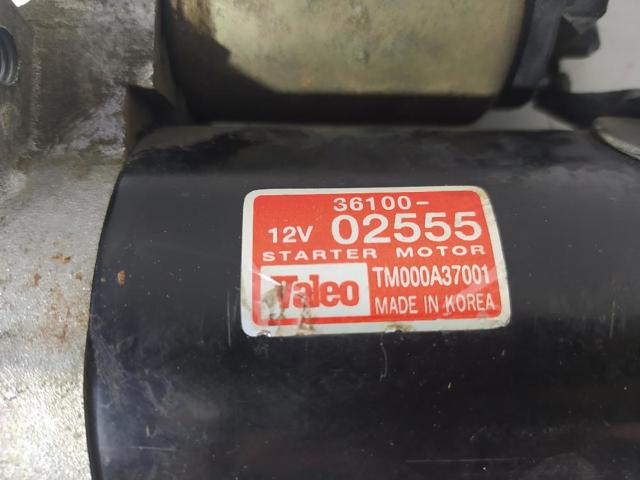 36100-
12V 02555
STARTER MOTOR
Valeo TM000A37001
MADE IN KOREA